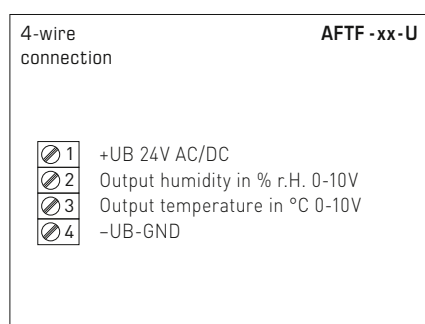 4-wire AFTF-xx-U
connection
1 +UB 24V AC/DC
2 Output humidity in % r.H. 0-10V
3 Output temperature in °C 0-10V
4 –UB-GND